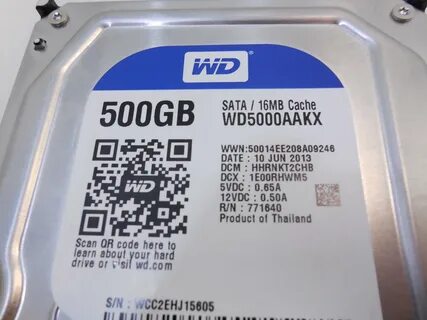 WD
500GB
SATA / 16MB Cache
WD5000AAKX
WWN:50014EE208A09246
DATE : 10 JUN 2013
DCM : HHRNKT2CHB
DCX : 1E00RHWM5
5VDC : 0.65A
12VDC : 0.50A
R/N : 771640
Product of Thailand
WD
Scan QR code here to
learn about your hard
drive or visit wd.com
S/N : WCC2EHJ15605